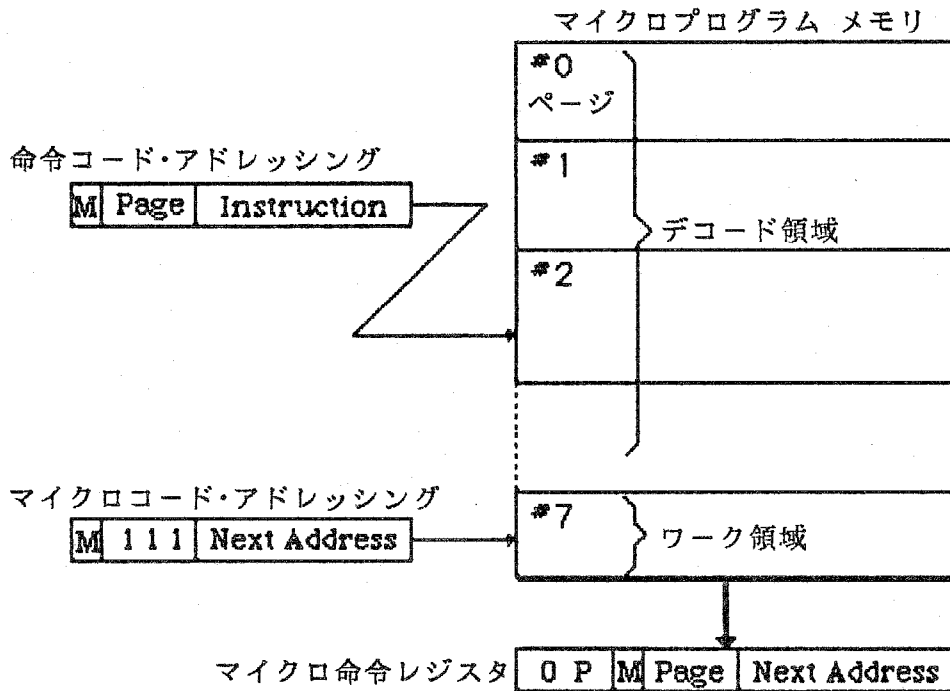 マイクロプログラム メモリ
#0
ページ
命令コード・アドレッシング
#1
M Page Instruction
デコード領域
#2
マイクロコード・アドレッシング
#7
M 1 1 1 Next Address
ワーク領域
マイクロ命令レジスタ O P M Page Next Address